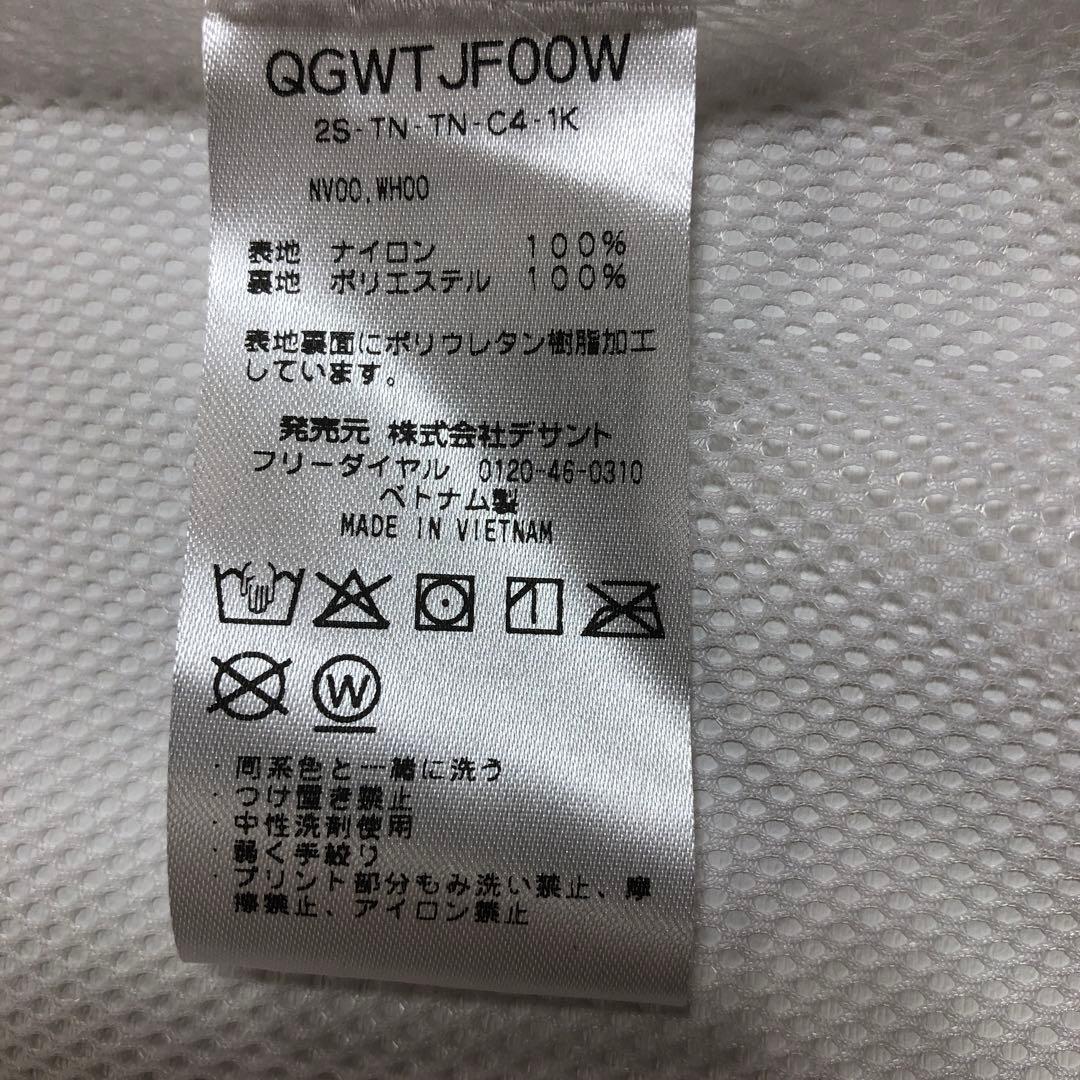 QGWTJF00W
2S-TN-TN-C4-1K
NV00,WH00
表地 ナイロン 100%
裏地 ポリエステル 100%
表地裏面にポリウレタン樹脂加工
しています。
発売元 株式会社デサント
フリーダイヤル 0120-46-0310
ベトナム製
MADE IN VIETNAM
W
・同系色と一緒に洗う
・つけ置き禁止
・中性洗剤使用
・弱く手絞り
・プリント部分もみ洗い禁止、摩
擦禁止、アイロン禁止